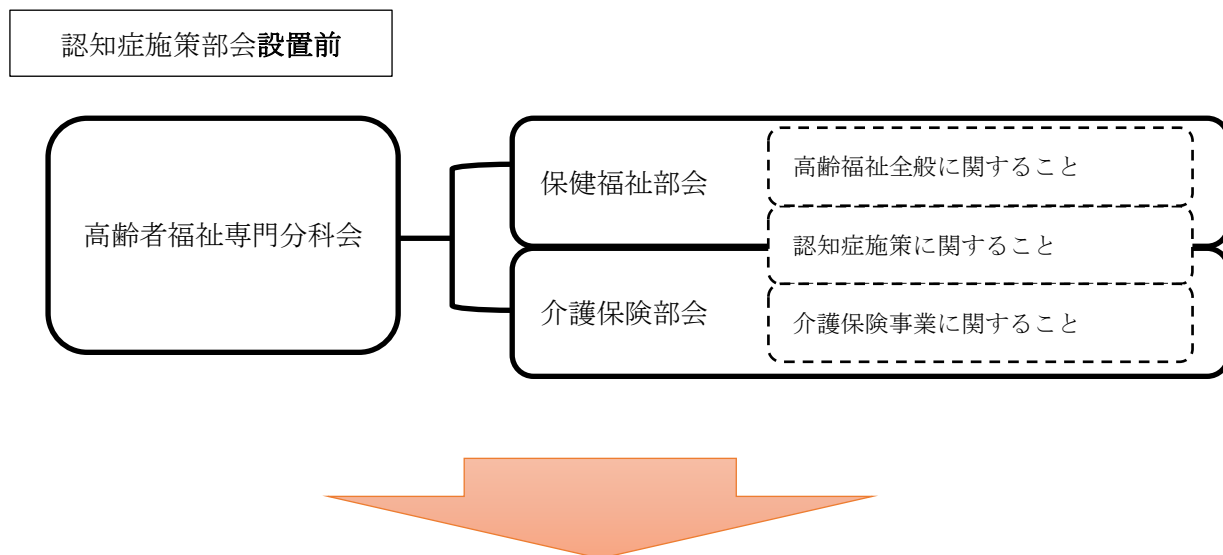 認知症施策部会設置前
高齢者福祉専門分科会
保健福祉部会
高齢福祉全般に関すること
認知症施策に関すること
介護保険部会
介護保険事業に関すること